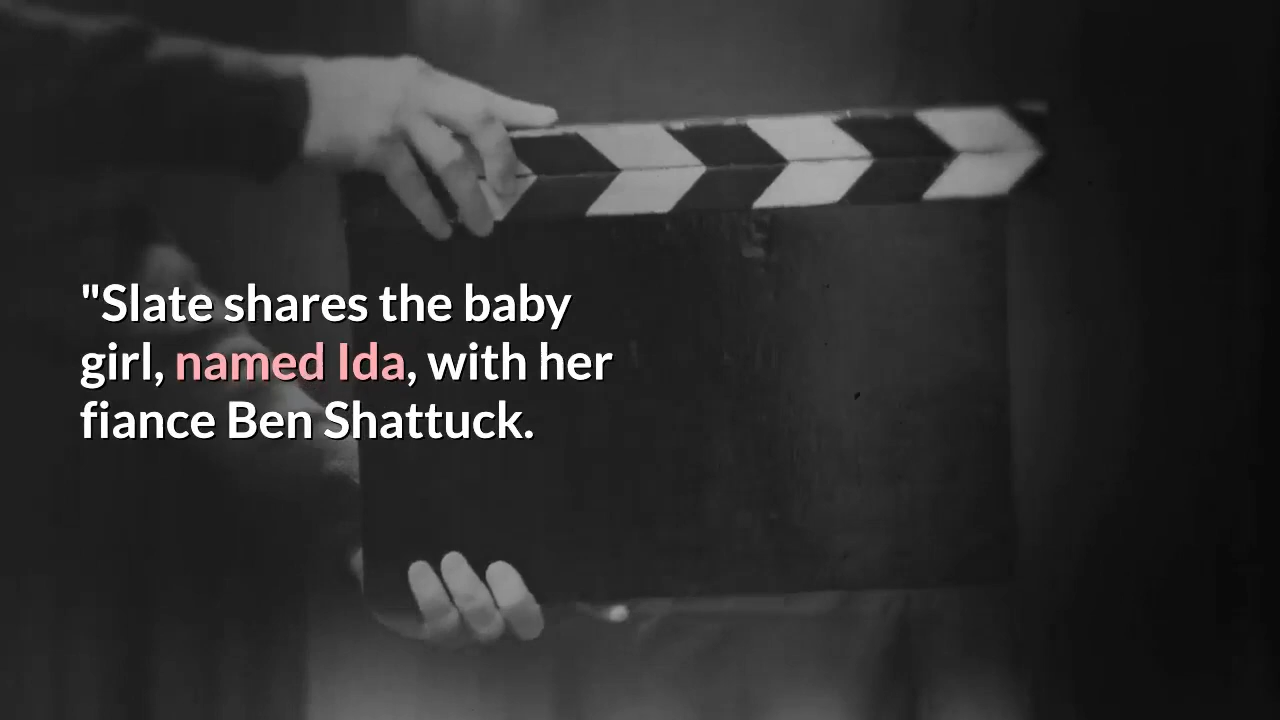 "Slate shares the baby
girl, named Ida, with her
fiance Ben Shattuck.